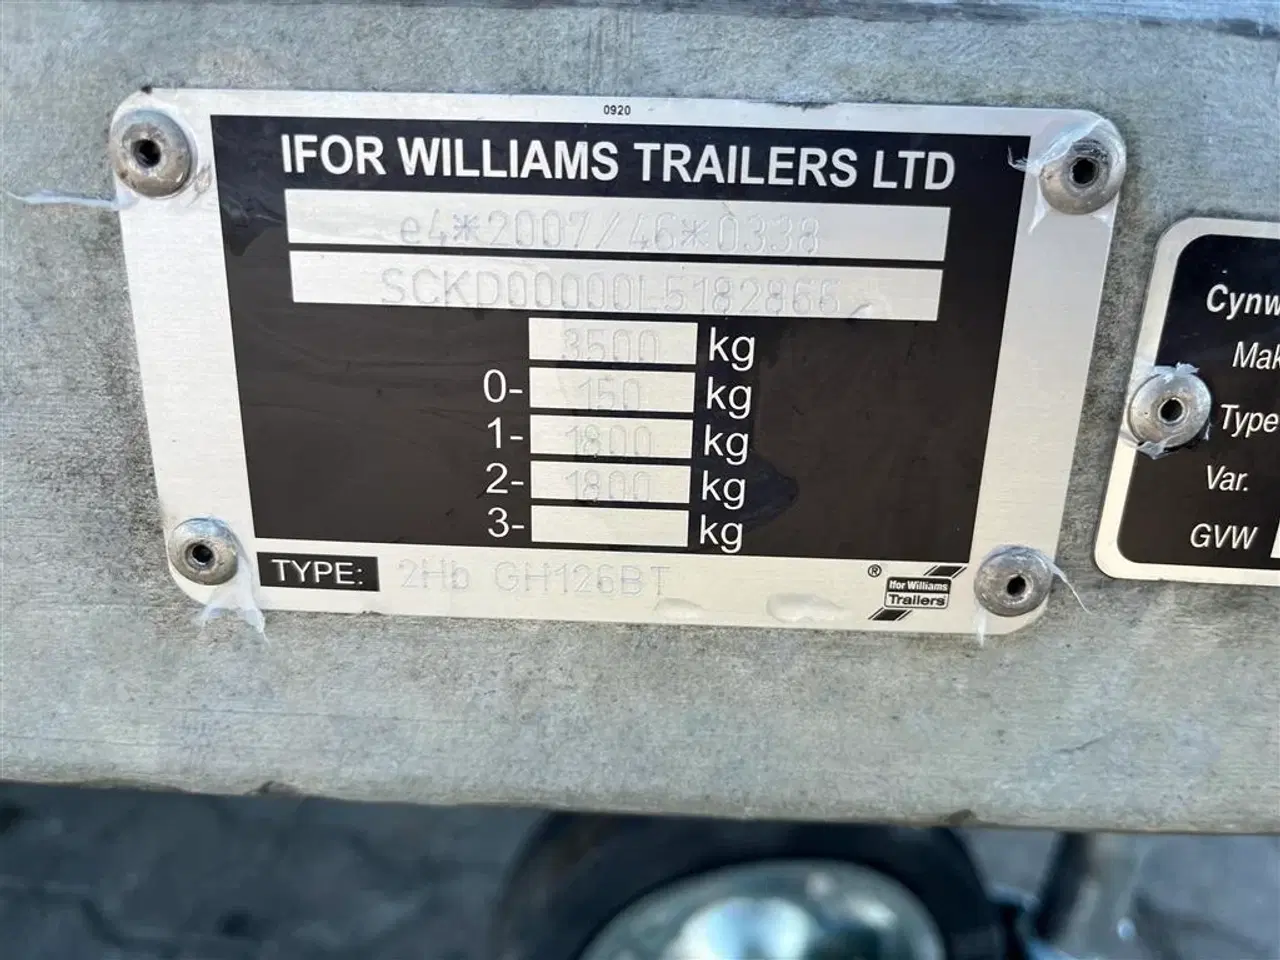 0920
IFOR WILLIAMS TRAILERS LTD
e4*2007/46*0338
SCKD00000L5182866
3500 kg
0- 150 kg
1- 1800 kg
2- 1800 kg
3- kg
TYPE: 2Hb GH126BT
®
Ifor Williams
Trailers
Cynw
Mak
Type
Var.
GVW